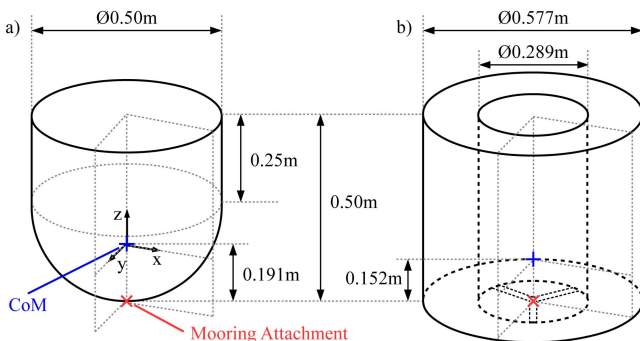 a)
Ø0.50m
b)
Ø0.577m
Ø0.289m
0.25m
0.50m
z
y
x
0.191m
0.152m
CoM
Mooring Attachment